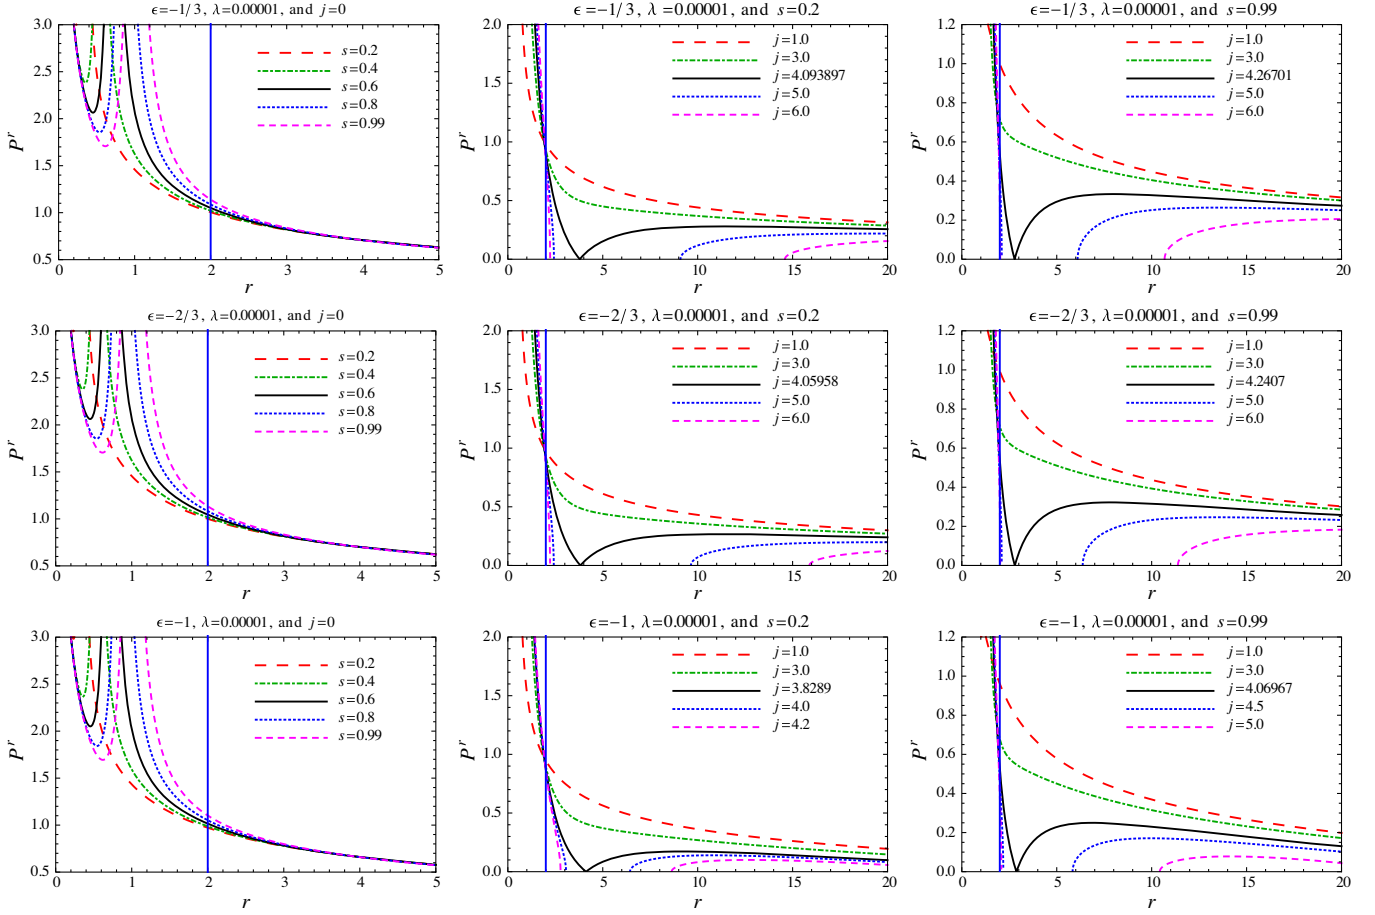 ϵ=−1/3, λ=0.00001, and j=0
3.0
2.5
2.0
1.5
1.0
0.5
P^r
s=0.2
s=0.4
s=0.6
s=0.8
s=0.99
0 1 2 3 4 5
r
ϵ=−1/3, λ=0.00001, and s=0.2
2.0
1.5
1.0
0.5
0.0
P^r
j=1.0
j=3.0
j=4.093897
j=5.0
j=6.0
0 5 10 15 20
r
ϵ=−1/3, λ=0.00001, and s=0.99
1.2
1.0
0.8
0.6
0.4
0.2
0.0
P^r
j=1.0
j=3.0
j=4.26701
j=5.0
j=6.0
0 5 10 15 20
r
ϵ=−2/3, λ=0.00001, and j=0
3.0
2.5
2.0
1.5
1.0
0.5
P^r
s=0.2
s=0.4
s=0.6
s=0.8
s=0.99
0 1 2 3 4 5
r
ϵ=−2/3, λ=0.00001, and s=0.2
2.0
1.5
1.0
0.5
0.0
P^r
j=1.0
j=3.0
j=4.05958
j=5.0
j=6.0
0 5 10 15 20
r
ϵ=−2/3, λ=0.00001, and s=0.99
1.2
1.0
0.8
0.6
0.4
0.2
0.0
P^r
j=1.0
j=3.0
j=4.2407
j=5.0
j=6.0
0 5 10 15 20
r
ϵ=−1, λ=0.00001, and j=0
3.0
2.5
2.0
1.5
1.0
0.5
P^r
s=0.2
s=0.4
s=0.6
s=0.8
s=0.99
0 1 2 3 4 5
r
ϵ=−1, λ=0.00001, and s=0.2
2.0
1.5
1.0
0.5
0.0
P^r
j=1.0
j=3.0
j=3.8289
j=4.0
j=4.2
0 5 10 15 20
r
ϵ=−1, λ=0.00001, and s=0.99
1.2
1.0
0.8
0.6
0.4
0.2
0.0
P^r
j=1.0
j=3.0
j=4.06967
j=4.5
j=5.0
0 5 10 15 20
r